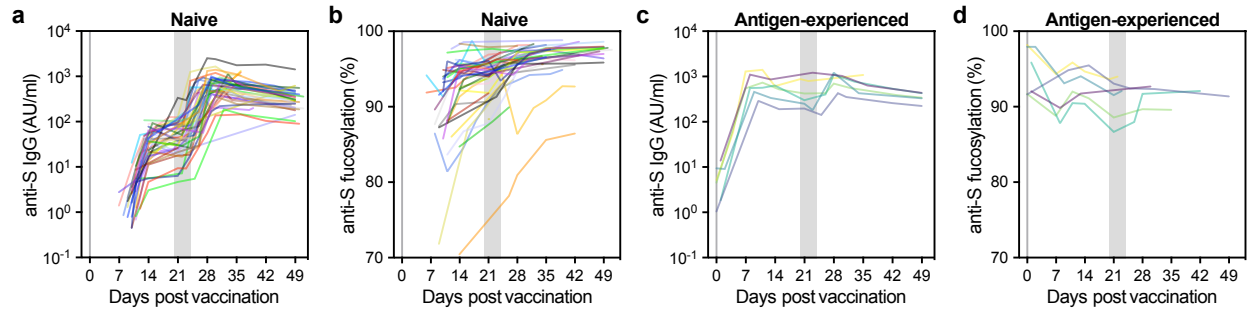 a
Naive
anti-S IgG (AU/ml)
10^4
10^3
10^2
10^1
10^0
10^-1
0 7 14 21 28 35 42 49
Days post vaccination
b
Naive
anti-S fucosylation (%)
100
90
80
70
0 7 14 21 28 35 42 49
Days post vaccination
c
Antigen-experienced
anti-S IgG (AU/ml)
10^4
10^3
10^2
10^1
10^0
10^-1
0 7 14 21 28 35 42 49
Days post vaccination
d
Antigen-experienced
anti-S fucosylation (%)
100
90
80
70
0 7 14 21 28 35 42 49
Days post vaccination